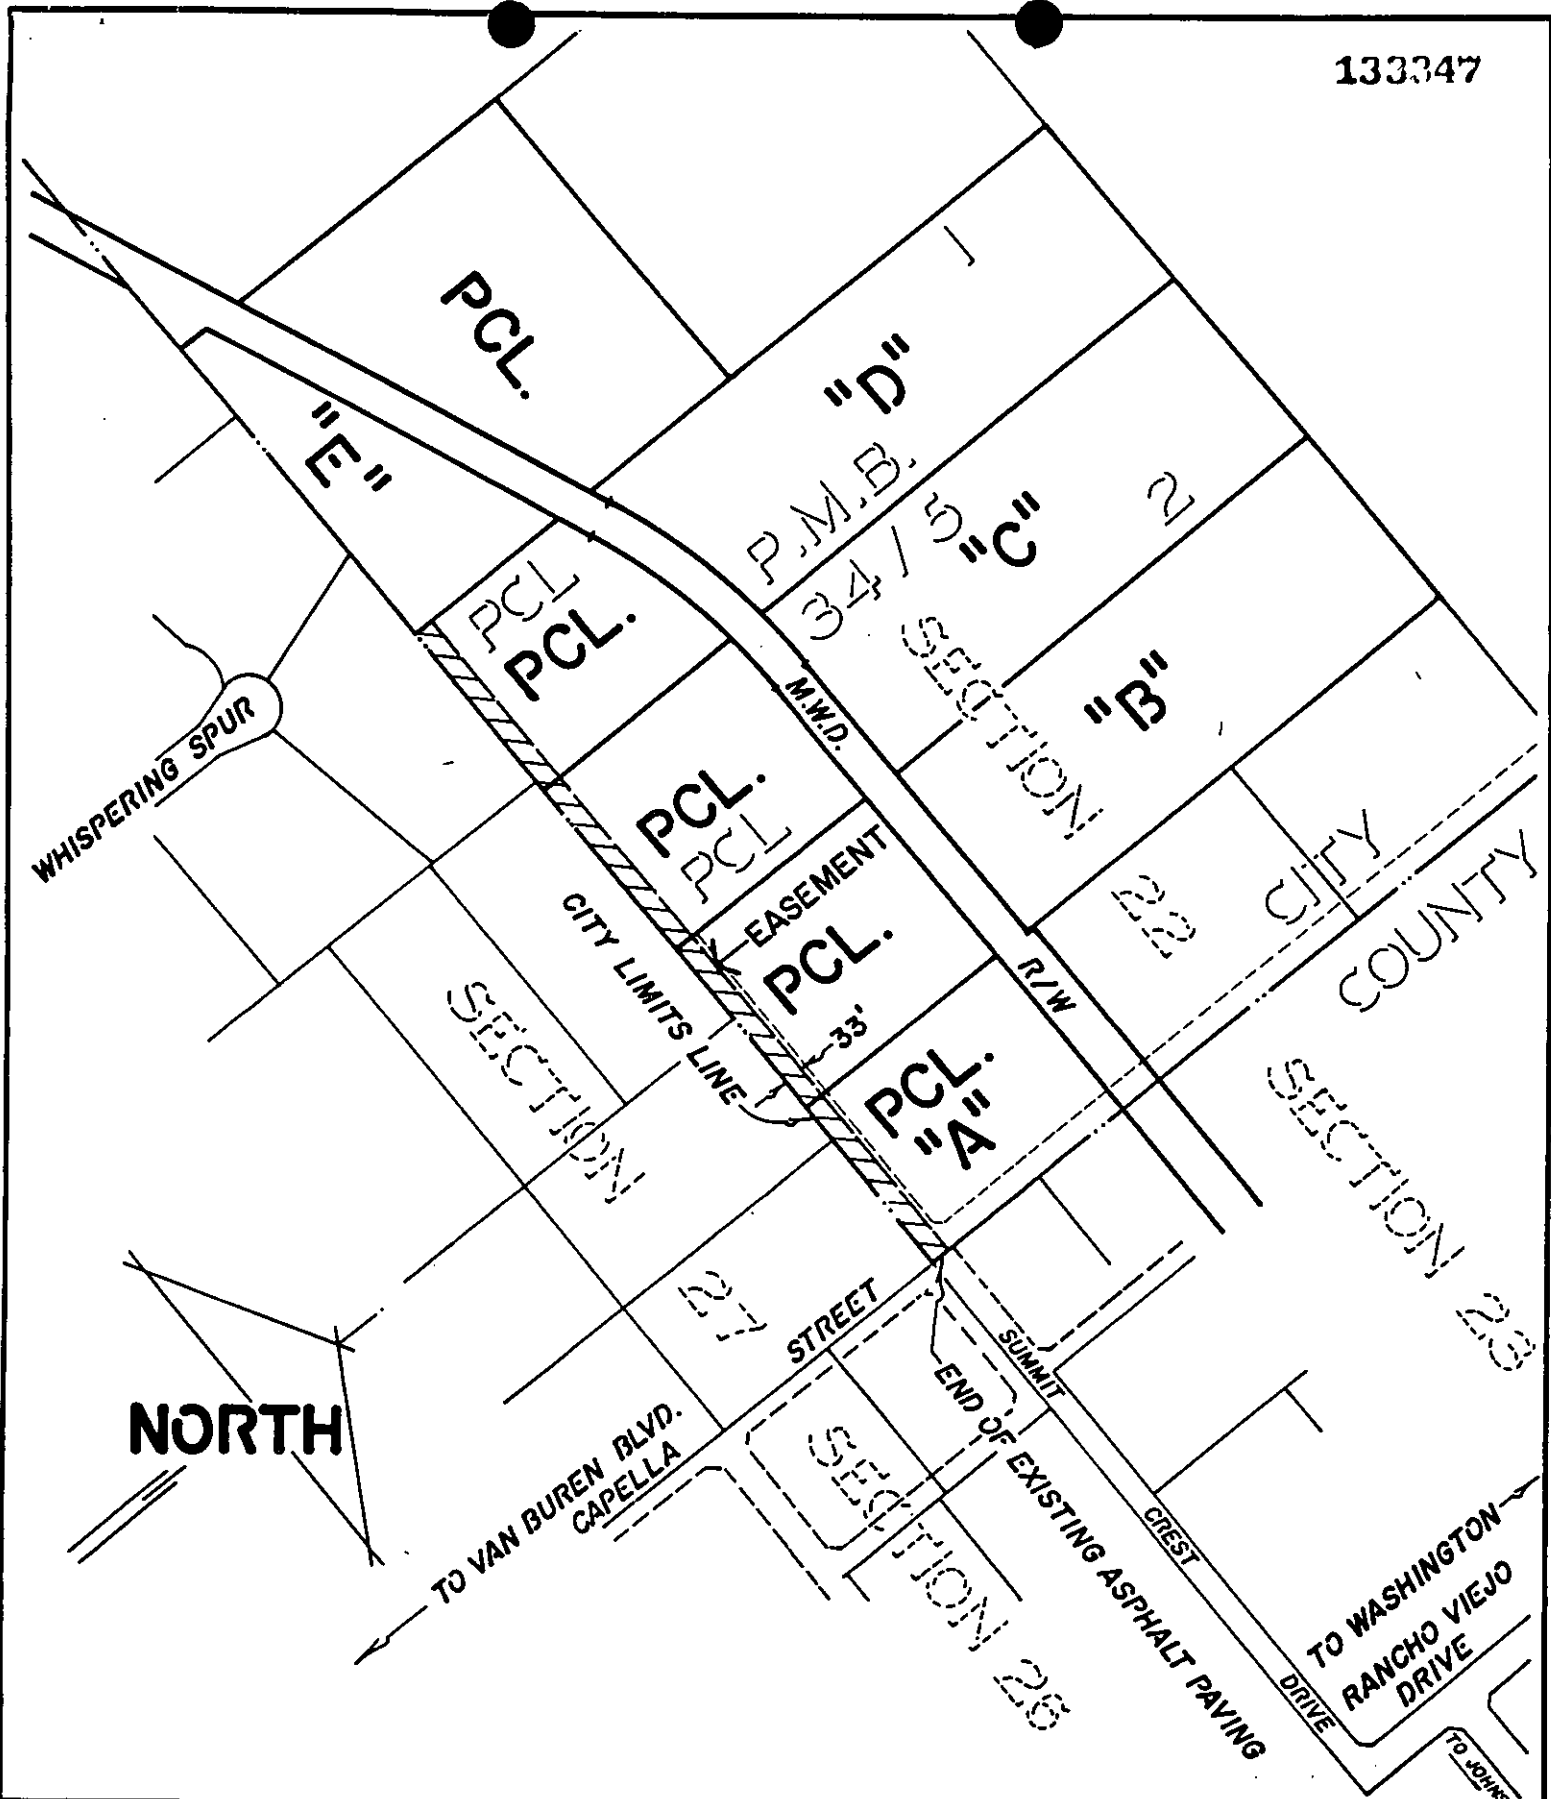 133347
PCL.
"E"
"D"
1
P.M.B.
34/5
"C"
2
PCL
PCL.
SECTION
22
"B"
M.W.D.
R/W
WHISPERING SPUR
PCL.
PCL
EASEMENT
PCL.
33'
CITY LIMITS LINE
PCL.
"A"
CITY
COUNTY
SECTION
27
SECTION 23
NORTH
STREET
TO VAN BUREN BLVD.
CAPELLA
SUMMIT
CREST
DRIVE
END OF EXISTING ASPHALT PAVING
SECTION 26
TO WASHINGTON
RANCHO VIEJO
DRIVE